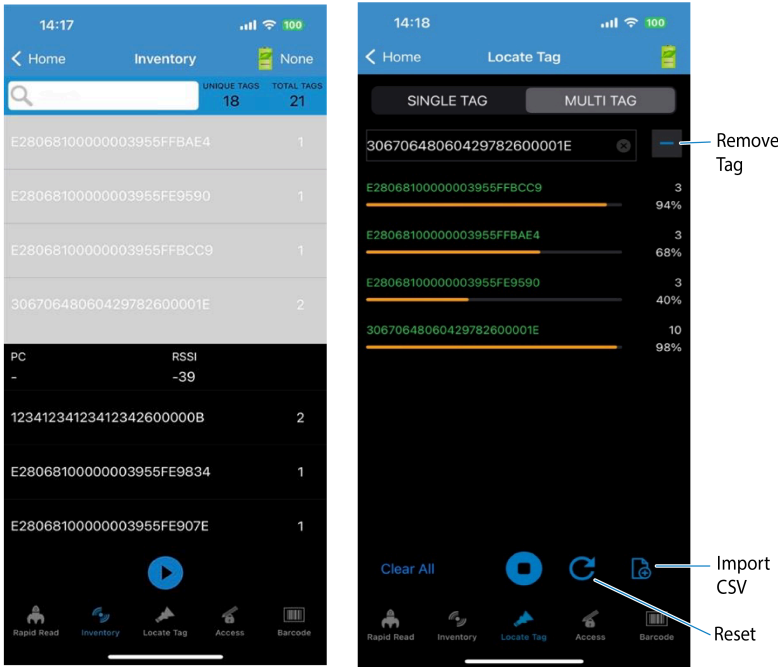 14:17
100
Home
Inventory
None
UNIQUE TAGS
18
TOTAL TAGS
21
E28068100000003955FFBAE4 1
E28068100000003955FE9590 1
E28068100000003955FFBCC9 1
30670648060429782600001E 2
PC RSSI
- -39
12341234123412342600000B 2
E28068100000003955FE9834 1
E28068100000003955FE907E 1
Rapid Read
Inventory
Locate Tag
Access
Barcode
14:18
100
Home
Locate Tag
SINGLE TAG
MULTI TAG
30670648060429782600001E
Remove
Tag
E28068100000003955FFBCC9 3
94%
E28068100000003955FFBAE4 3
68%
E28068100000003955FE9590 3
40%
30670648060429782600001E 10
98%
Clear All
Import
CSV
Reset
Rapid Read
Inventory
Locate Tag
Access
Barcode